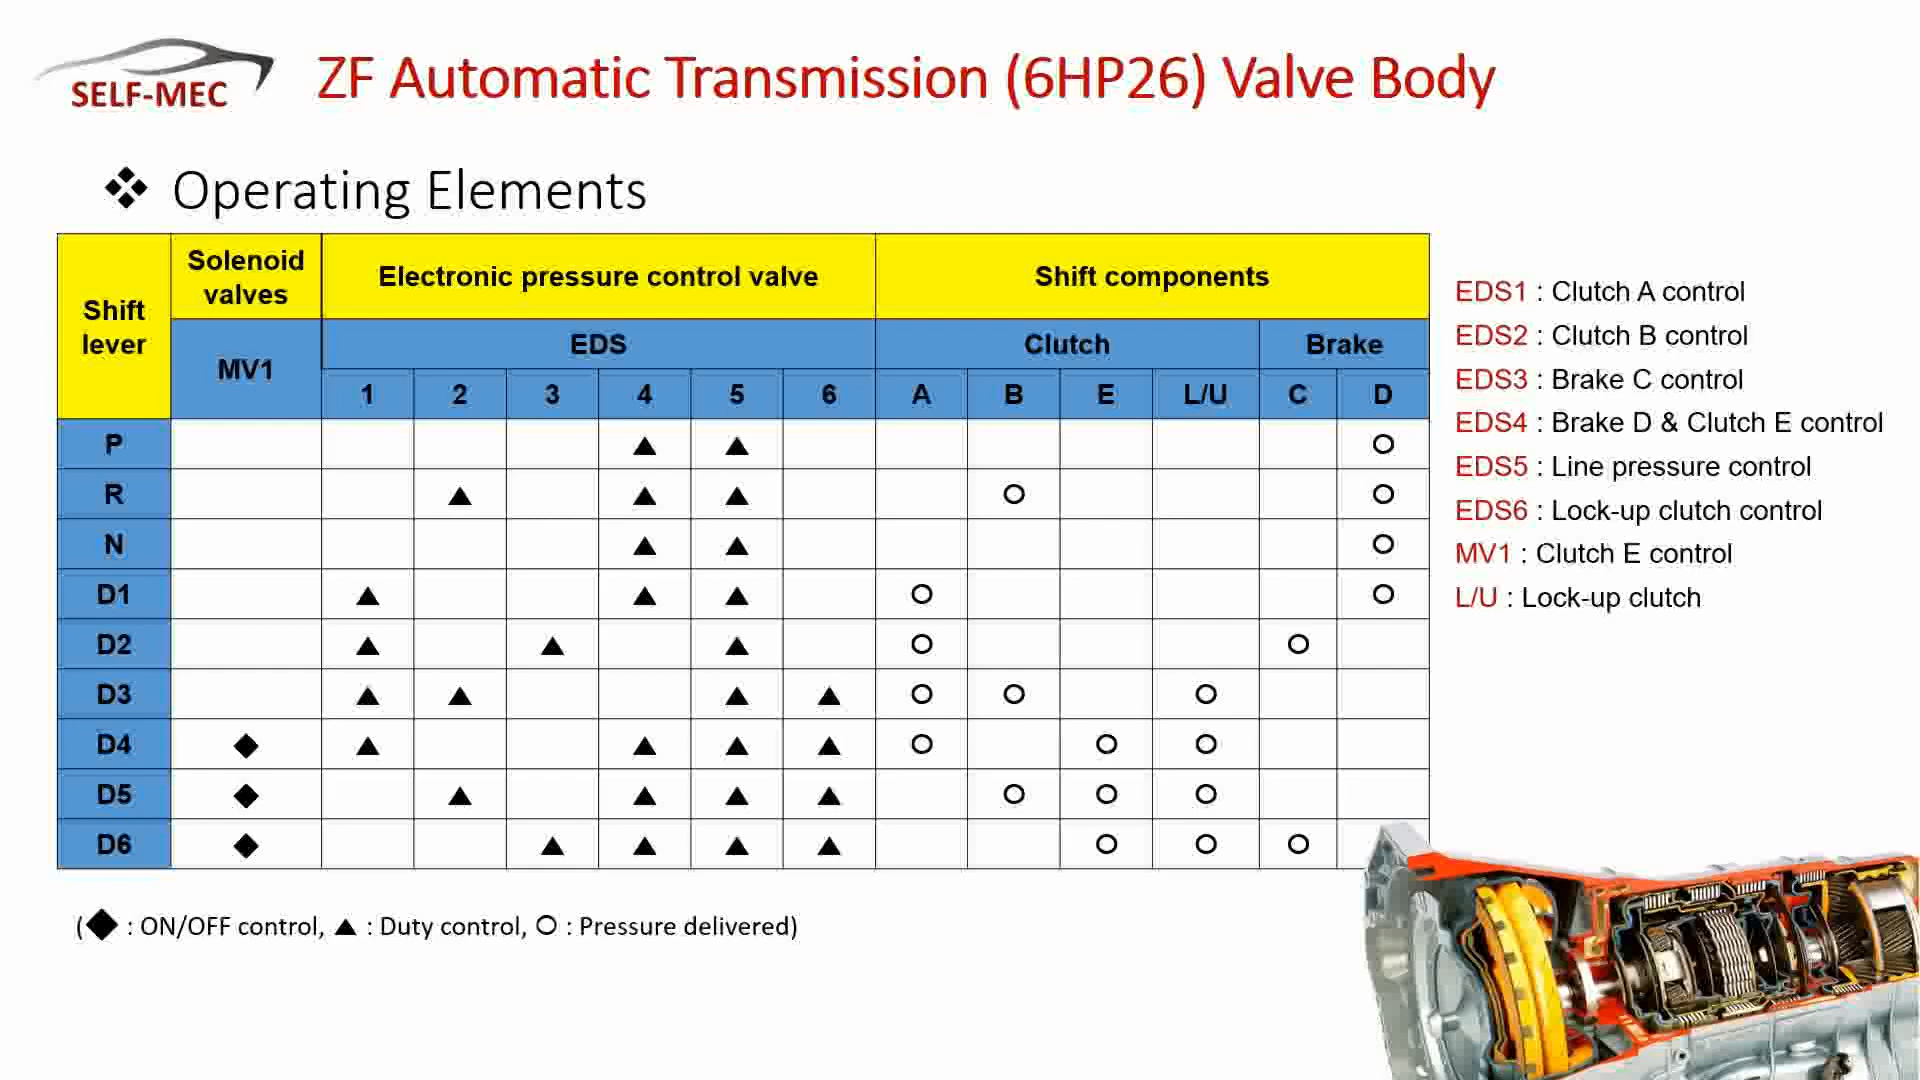 SELF-MEC
ZF Automatic Transmission (6HP26) Valve Body
❖ Operating Elements
Shift lever | Solenoid valves | Electronic pressure control valve | Shift components
MV1 | EDS | Clutch | Brake
1 | 2 | 3 | 4 | 5 | 6 | A | B | E | L/U | C | D
P | | | | | ▲ | ▲ | | | | | | | ○
R | | | ▲ | | ▲ | ▲ | | | ○ | | | | ○
N | | | | | ▲ | ▲ | | | | | | | ○
D1 | | ▲ | | | ▲ | ▲ | | ○ | | | | | ○
D2 | | ▲ | | ▲ | | ▲ | | ○ | | | | ○ |
D3 | | ▲ | ▲ | | | ▲ | ▲ | ○ | ○ | | ○ | |
D4 | ◆ | ▲ | | | ▲ | ▲ | ▲ | ○ | | ○ | ○ | |
D5 | ◆ | | ▲ | | ▲ | ▲ | ▲ | | ○ | ○ | ○ | |
D6 | ◆ | | | ▲ | ▲ | ▲ | ▲ | | | ○ | ○ | ○ |
EDS1 : Clutch A control
EDS2 : Clutch B control
EDS3 : Brake C control
EDS4 : Brake D & Clutch E control
EDS5 : Line pressure control
EDS6 : Lock-up clutch control
MV1 : Clutch E control
L/U : Lock-up clutch
(◆ : ON/OFF control, ▲ : Duty control, ○ : Pressure delivered)